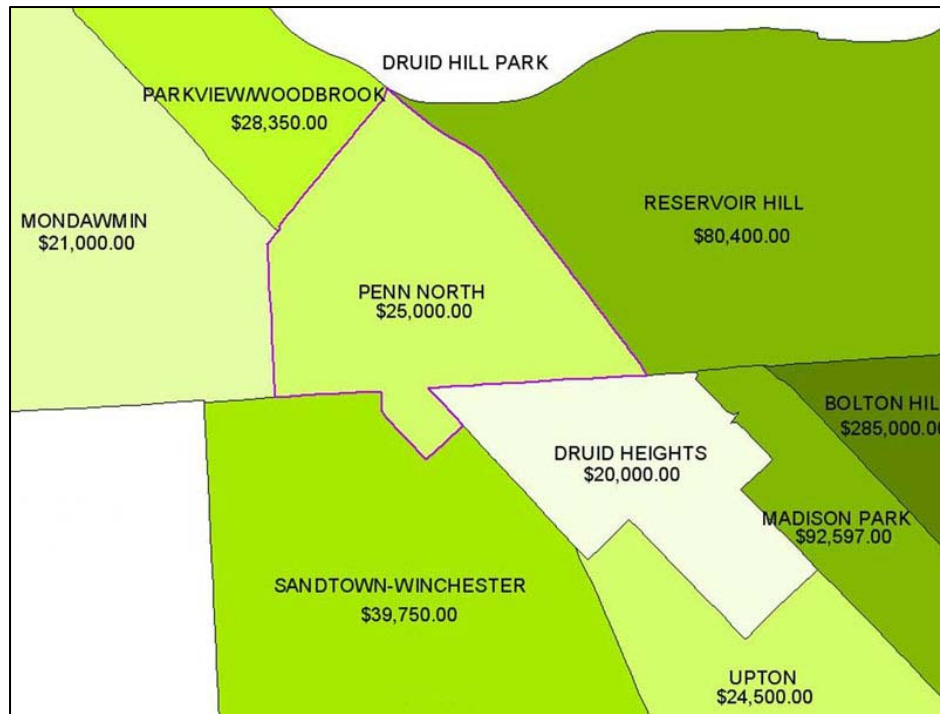 DRUID HILL PARK
PARKVIEW/WOODBROOK
$28,350.00
RESERVOIR HILL
$80,400.00
MONDAWMIN
$21,000.00
PENN NORTH
$25,000.00
BOLTON HIL
$285,000.00
DRUID HEIGHTS
$20,000.00
MADISON PARK
$92,597.00
SANDTOWN-WINCHESTER
$39,750.00
UPTON
$24,500.00